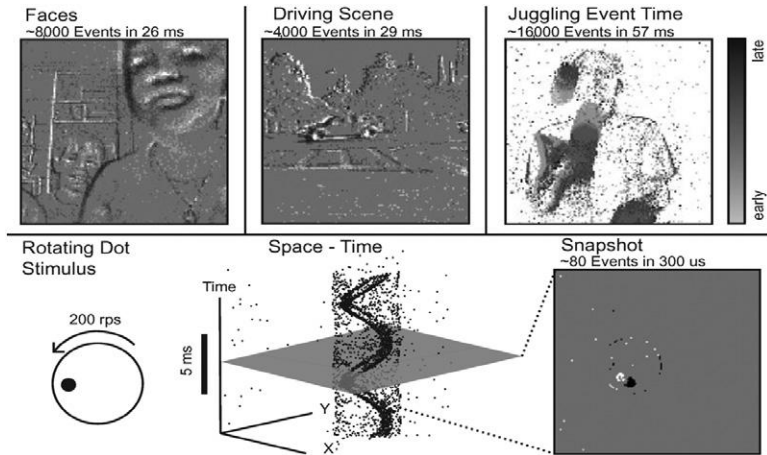 Faces
~8000 Events in 26 ms
Driving Scene
~4000 Events in 29 ms
Juggling Event Time
~16000 Events in 57 ms
late
early
Rotating Dot
Stimulus
200 rps
Space - Time
Time
5 ms
Y
X
Snapshot
~80 Events in 300 us